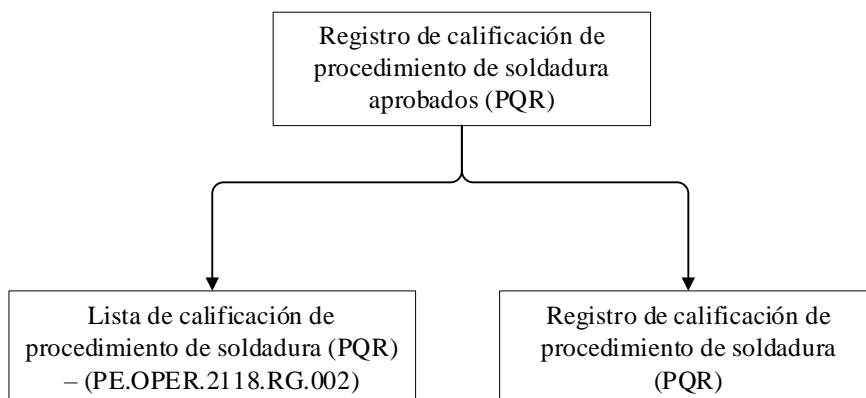 Registro de calificación de
procedimiento de soldadura
aprobados (PQR)
Lista de calificación de
procedimiento de soldadura (PQR)
– (PE.OPER.2118.RG.002)
Registro de calificación de
procedimiento de soldadura
(PQR)